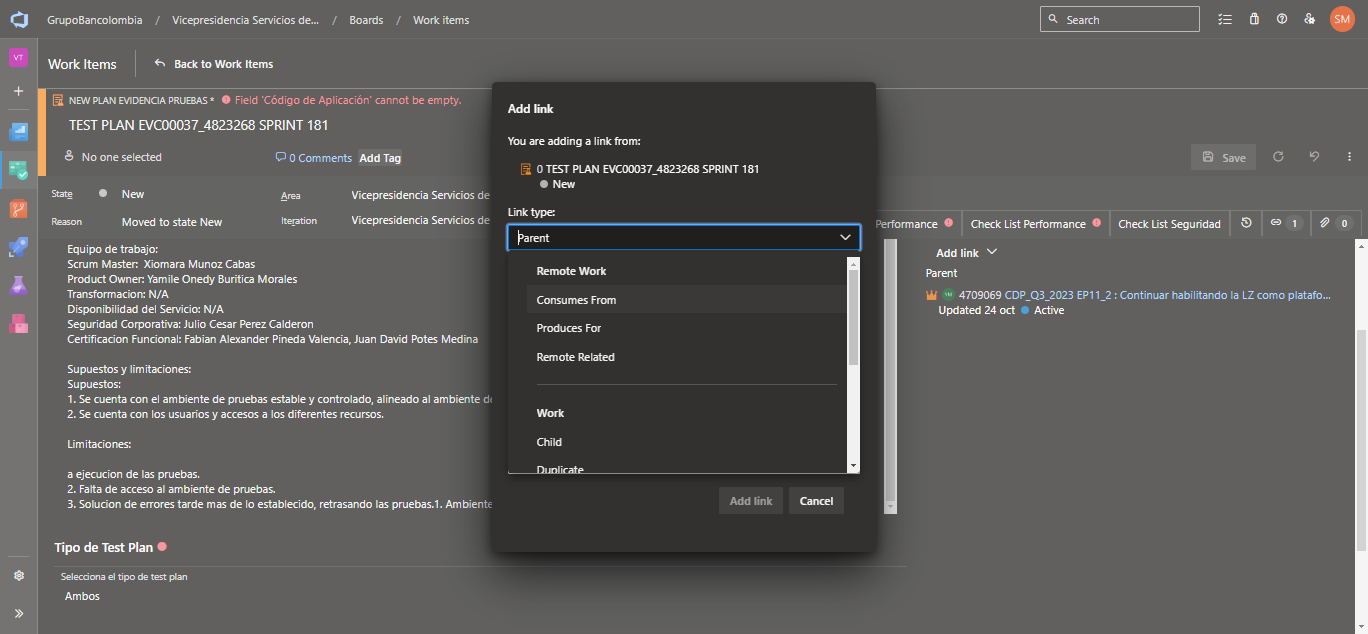 GrupoBancolombia / Vicepresidencia Servicios de... / Boards / Work items
Search
SM
VT
Work Items
Back to Work Items
NEW PLAN EVIDENCIA PRUEBAS * Field 'Código de Aplicación' cannot be empty.
TEST PLAN EVC00037_4823268 SPRINT 181
No one selected
0 Comments
Add Tag
Save
State
New
Area
Vicepresidencia Servicios de
Reason
Moved to state New
Iteration
Vicepresidencia Servicios de
Performance
Check List Performance
Check List Seguridad
1
0
Equipo de trabajo:
Scrum Master: Xiomara Munoz Cabas
Product Owner: Yamile Onedy Buritica Morales
Transformacion: N/A
Disponibilidad del Servicio: N/A
Seguridad Corporativa: Julio Cesar Perez Calderon
Certificacion Funcional: Fabian Alexander Pineda Valencia, Juan David Potes Medina
Supuestos y limitaciones:
Supuestos:
1. Se cuenta con el ambiente de pruebas estable y controlado, alineado al ambiente de
2. Se cuenta con los usuarios y accesos a los diferentes recursos.
Limitaciones:
a ejecucion de las pruebas.
2. Falta de acceso al ambiente de pruebas.
3. Solucion de errores tarde mas de lo establecido, retrasando las pruebas.1. Ambiente
Tipo de Test Plan
Selecciona el tipo de test plan
Ambos
Add link
You are adding a link from:
0 TEST PLAN EVC00037_4823268 SPRINT 181
New
Link type:
Parent
Remote Work
Consumes From
Produces For
Remote Related
Work
Child
Duplicate
Add link
Cancel
Add link
Parent
YM 4709069 CDP_Q3_2023 EP11_2 : Continuar habilitando la LZ como platafo...
Updated 24 oct Active